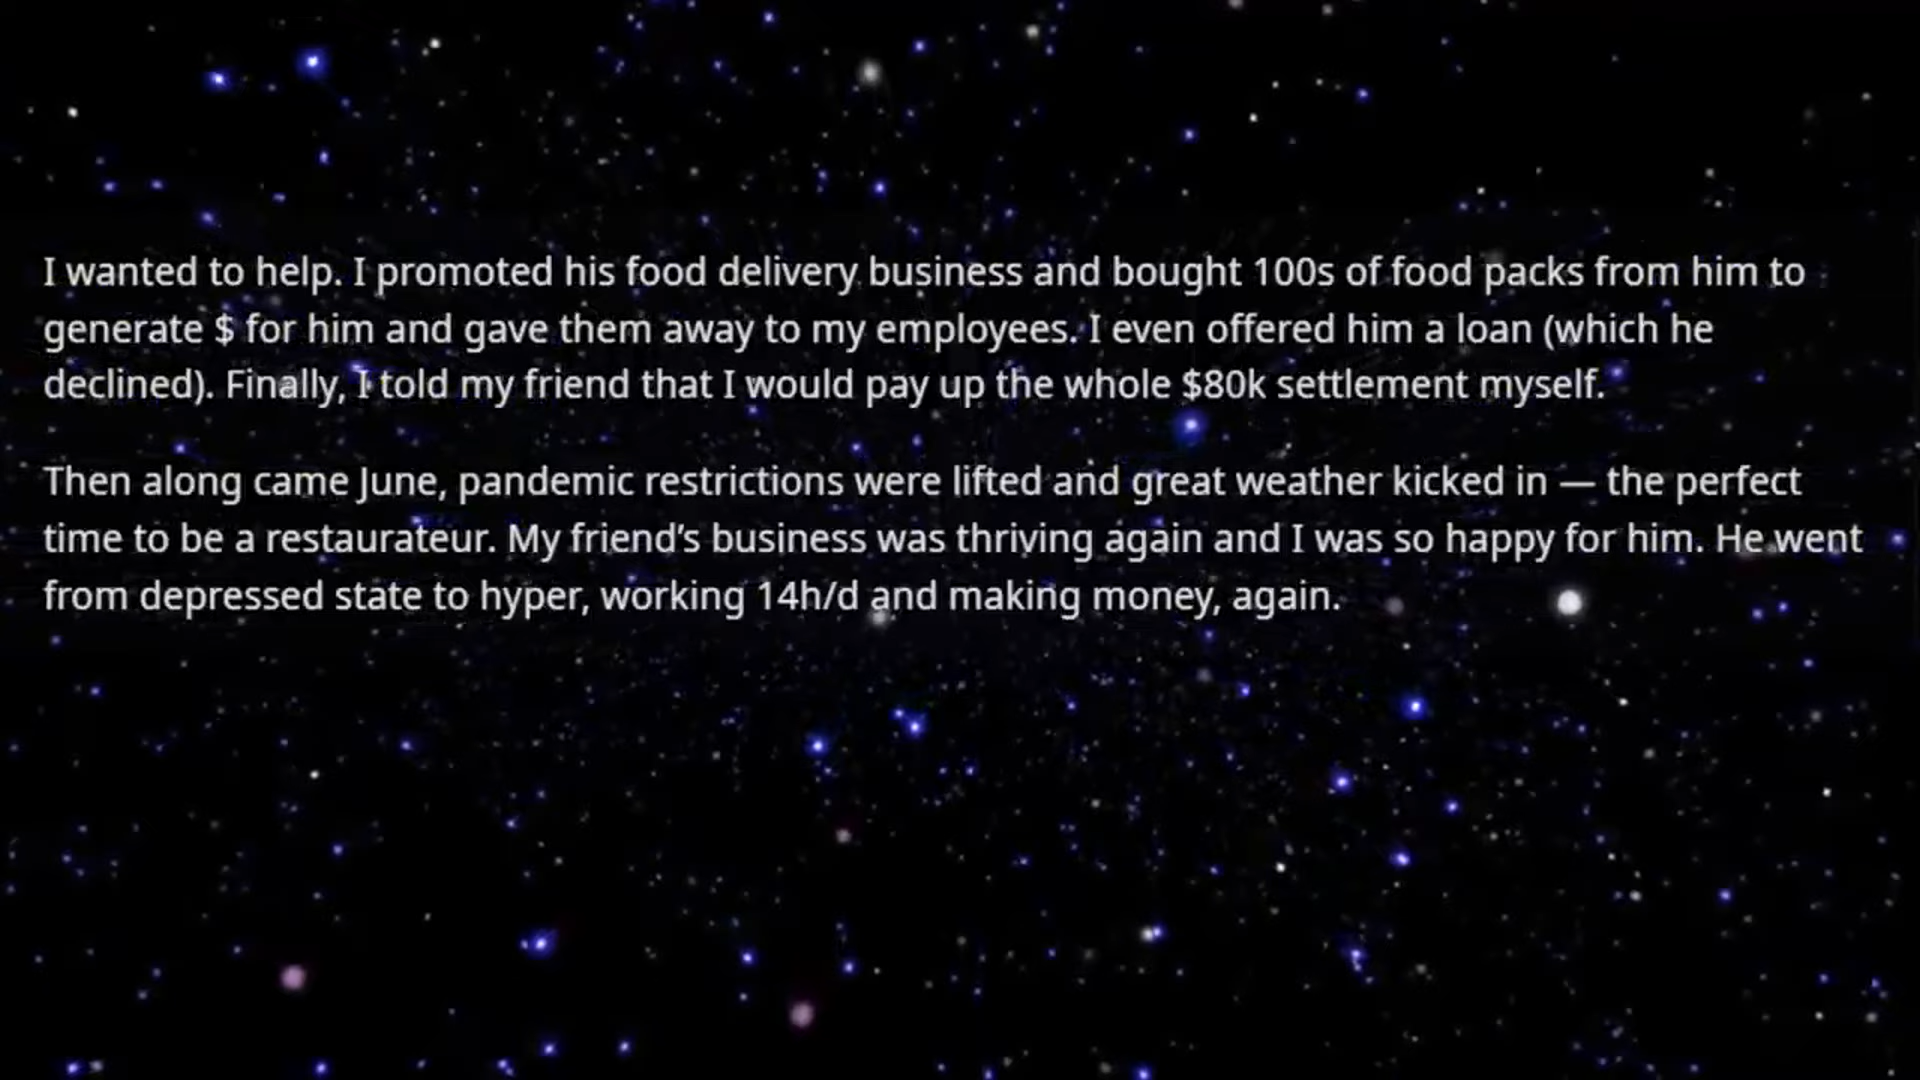 I wanted to help. I promoted his food delivery business and bought 100s of food packs from him to
generate $ for him and gave them away to my employees. I even offered him a loan (which he
declined). Finally, I told my friend that I would pay up the whole $80k settlement myself.
Then along came June, pandemic restrictions were lifted and great weather kicked in — the perfect
time to be a restaurateur. My friend’s business was thriving again and I was so happy for him. He went
from depressed state to hyper, working 14h/d and making money, again.